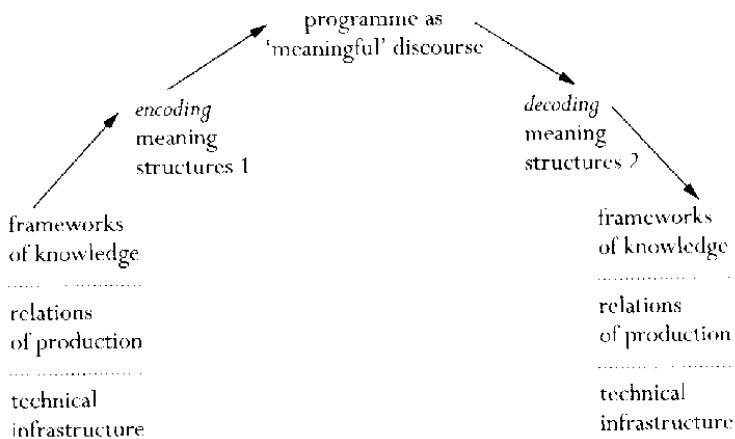 programme as
'meaningful' discourse
encoding
meaning
structures 1
decoding
meaning
structures 2
frameworks
of knowledge
relations
of production
technical
infrastructure
frameworks
of knowledge
relations
of production
technical
infrastructure